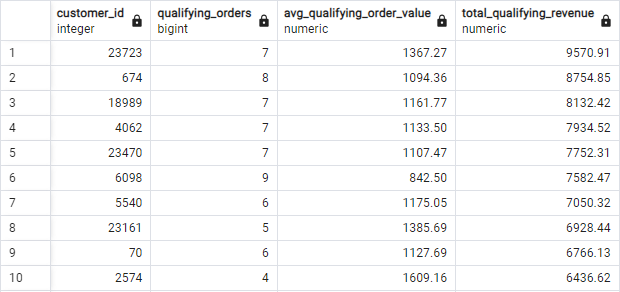 customer_id qualifying_orders avg_qualifying_order_value total_qualifying_revenue
integer bigint numeric numeric
1 23723 7 1367.27 9570.91
2 674 8 1094.36 8754.85
3 18989 7 1161.77 8132.42
4 4062 7 1133.50 7934.52
5 23470 7 1107.47 7752.31
6 6098 9 842.50 7582.47
7 5540 6 1175.05 7050.32
8 23161 5 1385.69 6928.44
9 70 6 1127.69 6766.13
10 2574 4 1609.16 6436.62